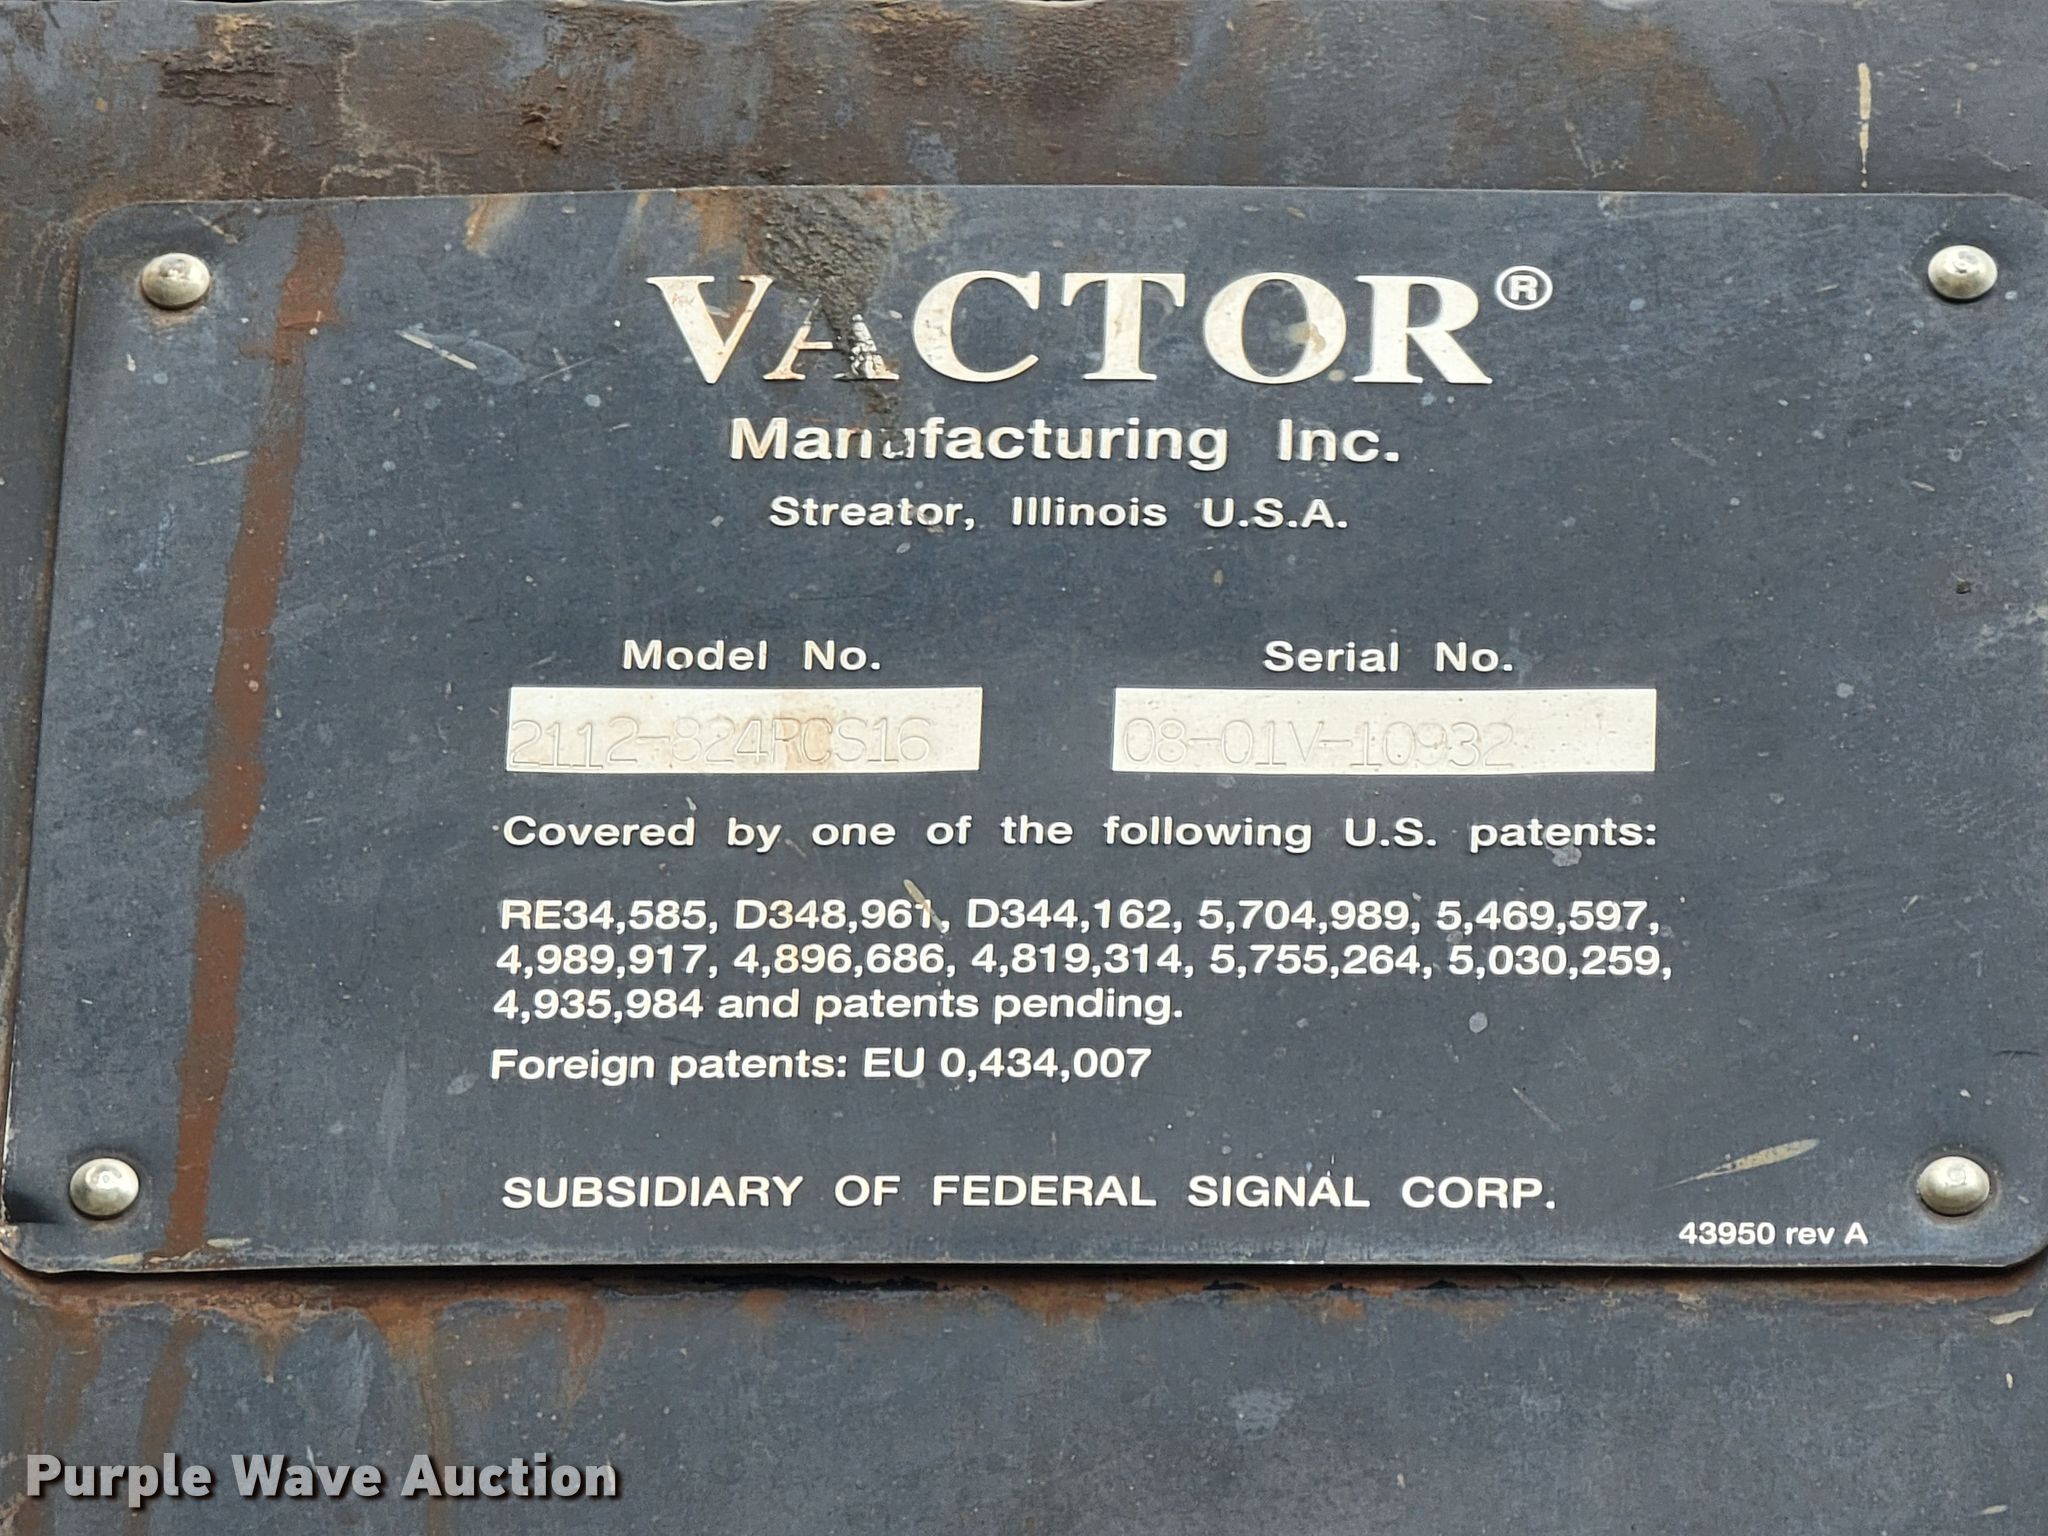 VACTOR®
Manufacturing Inc.
Streator, Illinois U.S.A.
Model No. Serial No.
2112-824RCS16 08-01V-10932
Covered by one of the following U.S. patents:
RE34,585, D348,961, D344,162, 5,704,989, 5,469,597,
4,989,917, 4,896,686, 4,819,314, 5,755,264, 5,030,259,
4,935,984 and patents pending.
Foreign patents: EU 0,434,007
SUBSIDIARY OF FEDERAL SIGNAL CORP.
43950 rev A
Purple Wave Auction